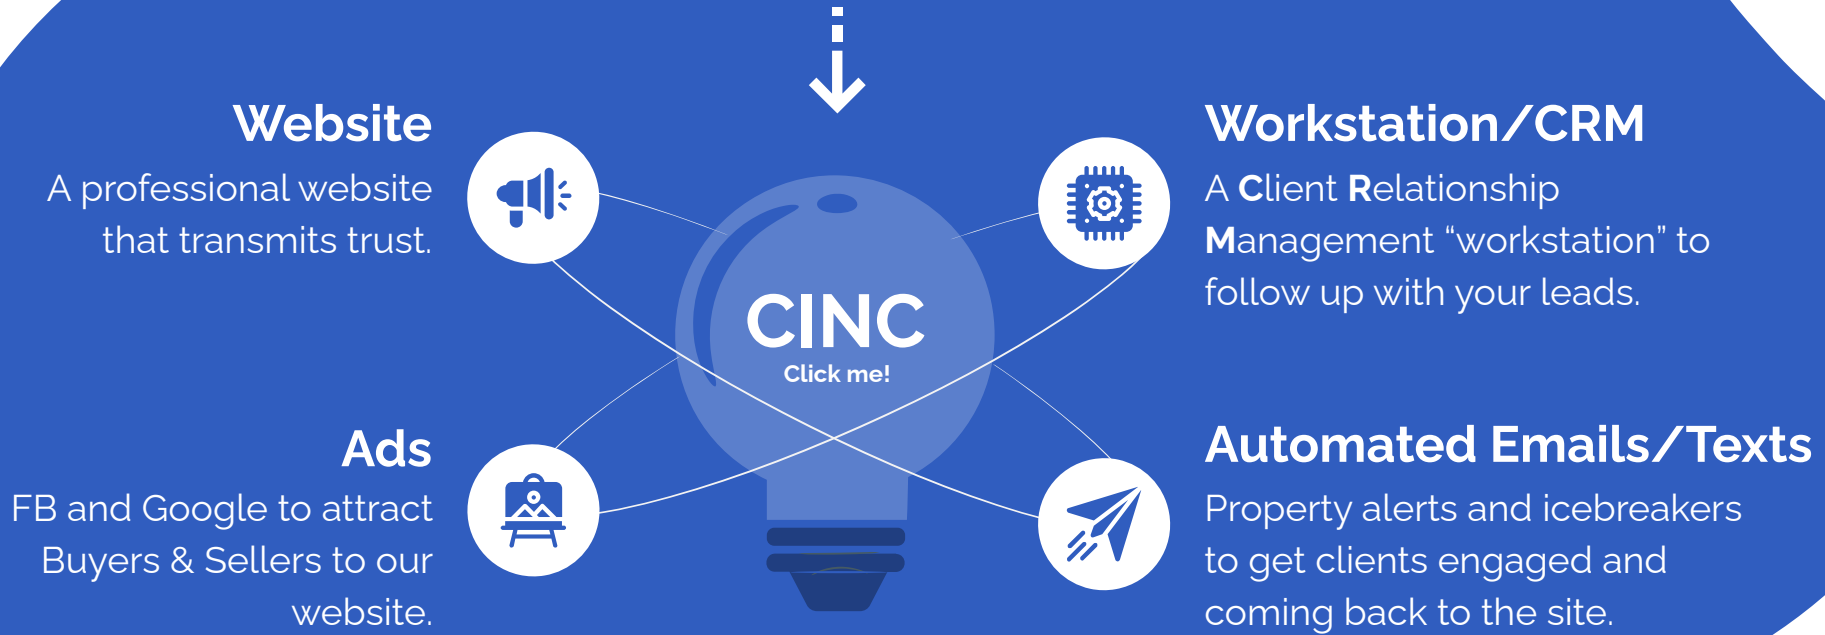 Website
A professional website
that transmits trust.
Workstation/CRM
A Client Relationship
Management “workstation” to
follow up with your leads.
CINC
Click me!
Ads
FB and Google to attract
Buyers & Sellers to our
website.
Automated Emails/Texts
Property alerts and icebreakers
to get clients engaged and
coming back to the site.